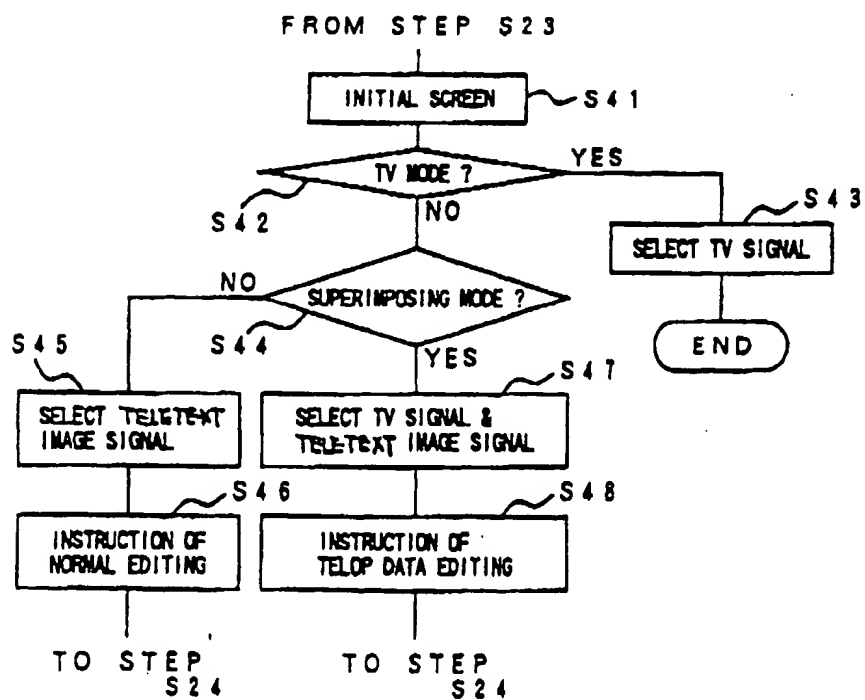 FROM STEP S23
INITIAL SCREEN
S41
TV MODE ?
YES
S42
NO
S43
SELECT TV SIGNAL
END
SUPERIMPOSING MODE ?
NO
S44
YES
S45
SELECT TELETEXT
IMAGE SIGNAL
S47
SELECT TV SIGNAL &
TELETEXT IMAGE SIGNAL
S46
INSTRUCTION OF
NORMAL EDITING
S48
INSTRUCTION OF
TELOP DATA EDITING
TO STEP
S24
TO STEP
S24